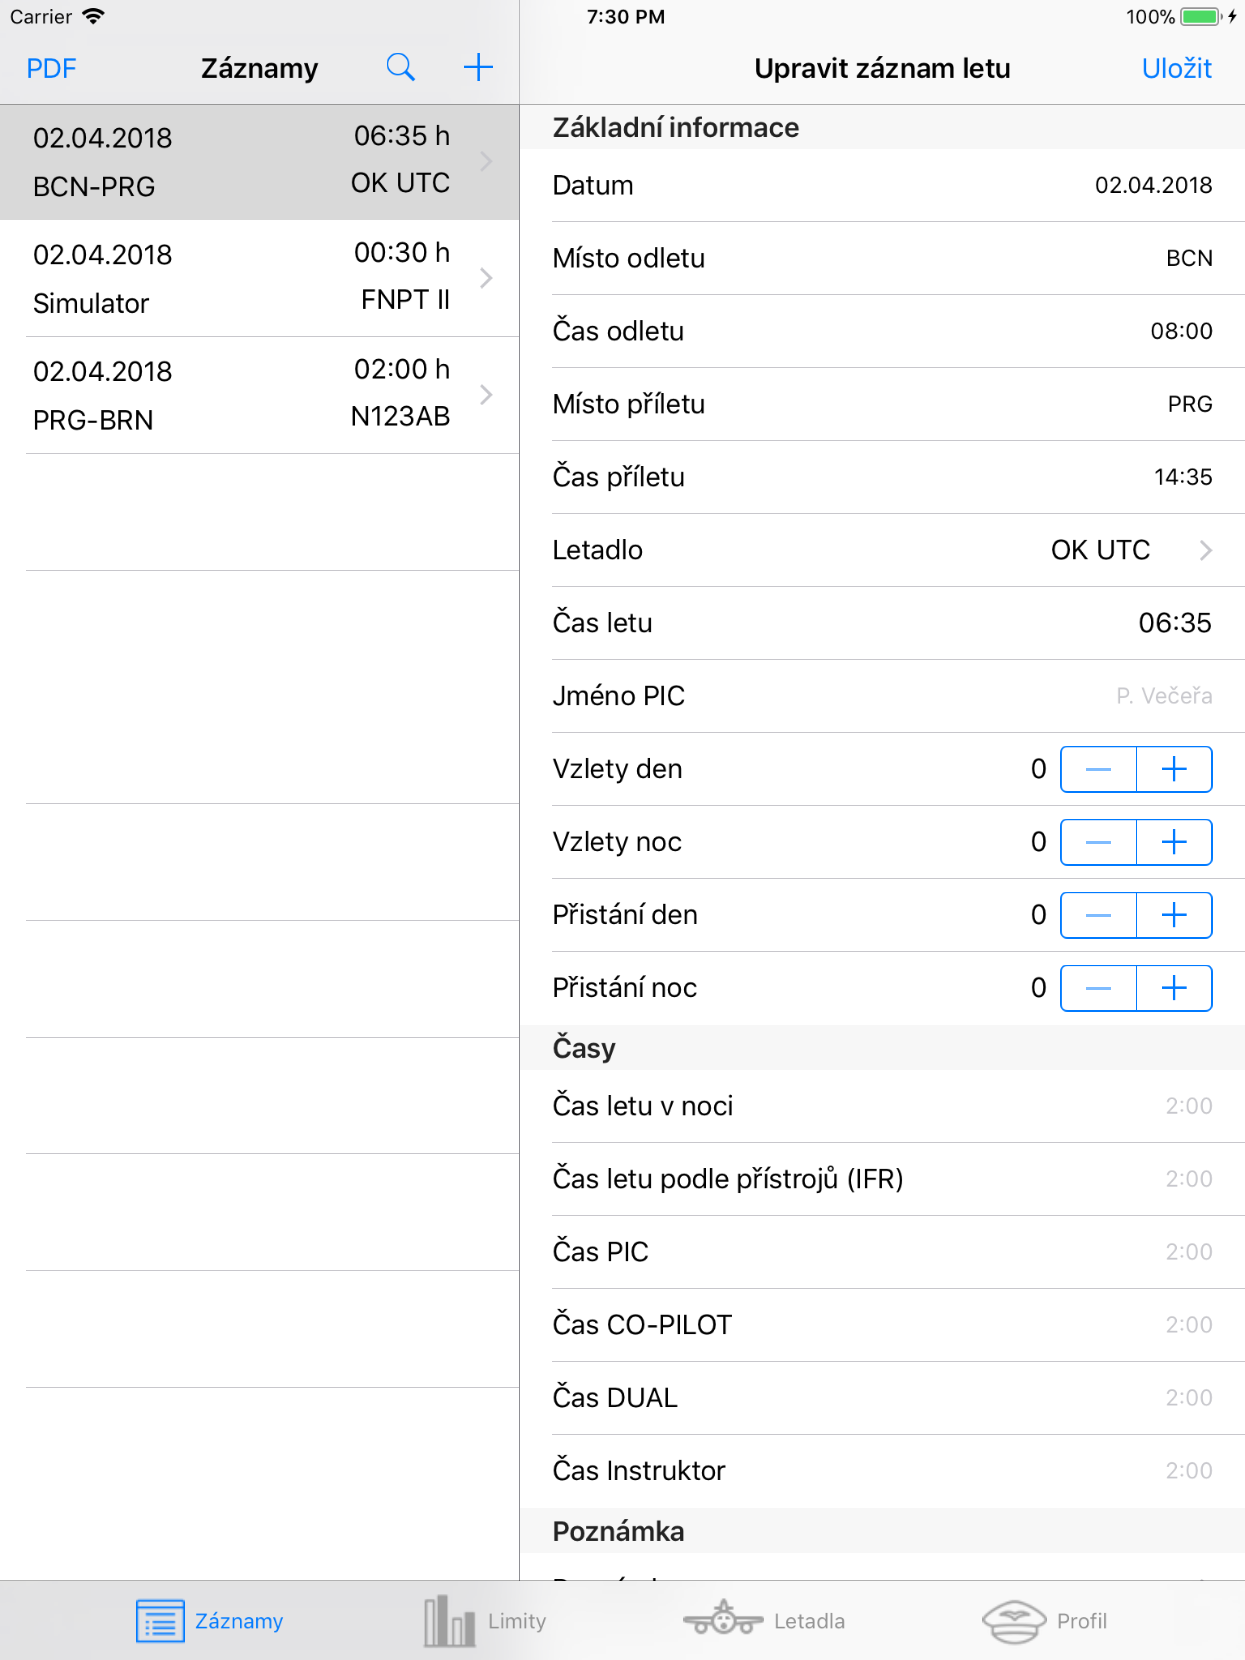 Carrier
7:30 PM
100%
PDF
Záznamy
02.04.2018
06:35 h
BCN-PRG
OK UTC
02.04.2018
00:30 h
Simulator
FNPT II
02.04.2018
02:00 h
PRG-BRN
N123AB
Upravit záznam letu
Uložit
Základní informace
Datum 02.04.2018
Místo odletu BCN
Čas odletu 08:00
Místo příletu PRG
Čas příletu 14:35
Letadlo OK UTC
Čas letu 06:35
Jméno PIC P. Večeřa
Vzlety den 0
Vzlety noc 0
Přistání den 0
Přistání noc 0
Časy
Čas letu v noci 2:00
Čas letu podle přístrojů (IFR) 2:00
Čas PIC 2:00
Čas CO-PILOT 2:00
Čas DUAL 2:00
Čas Instruktor 2:00
Poznámka
Záznamy
Limity
Letadla
Profil